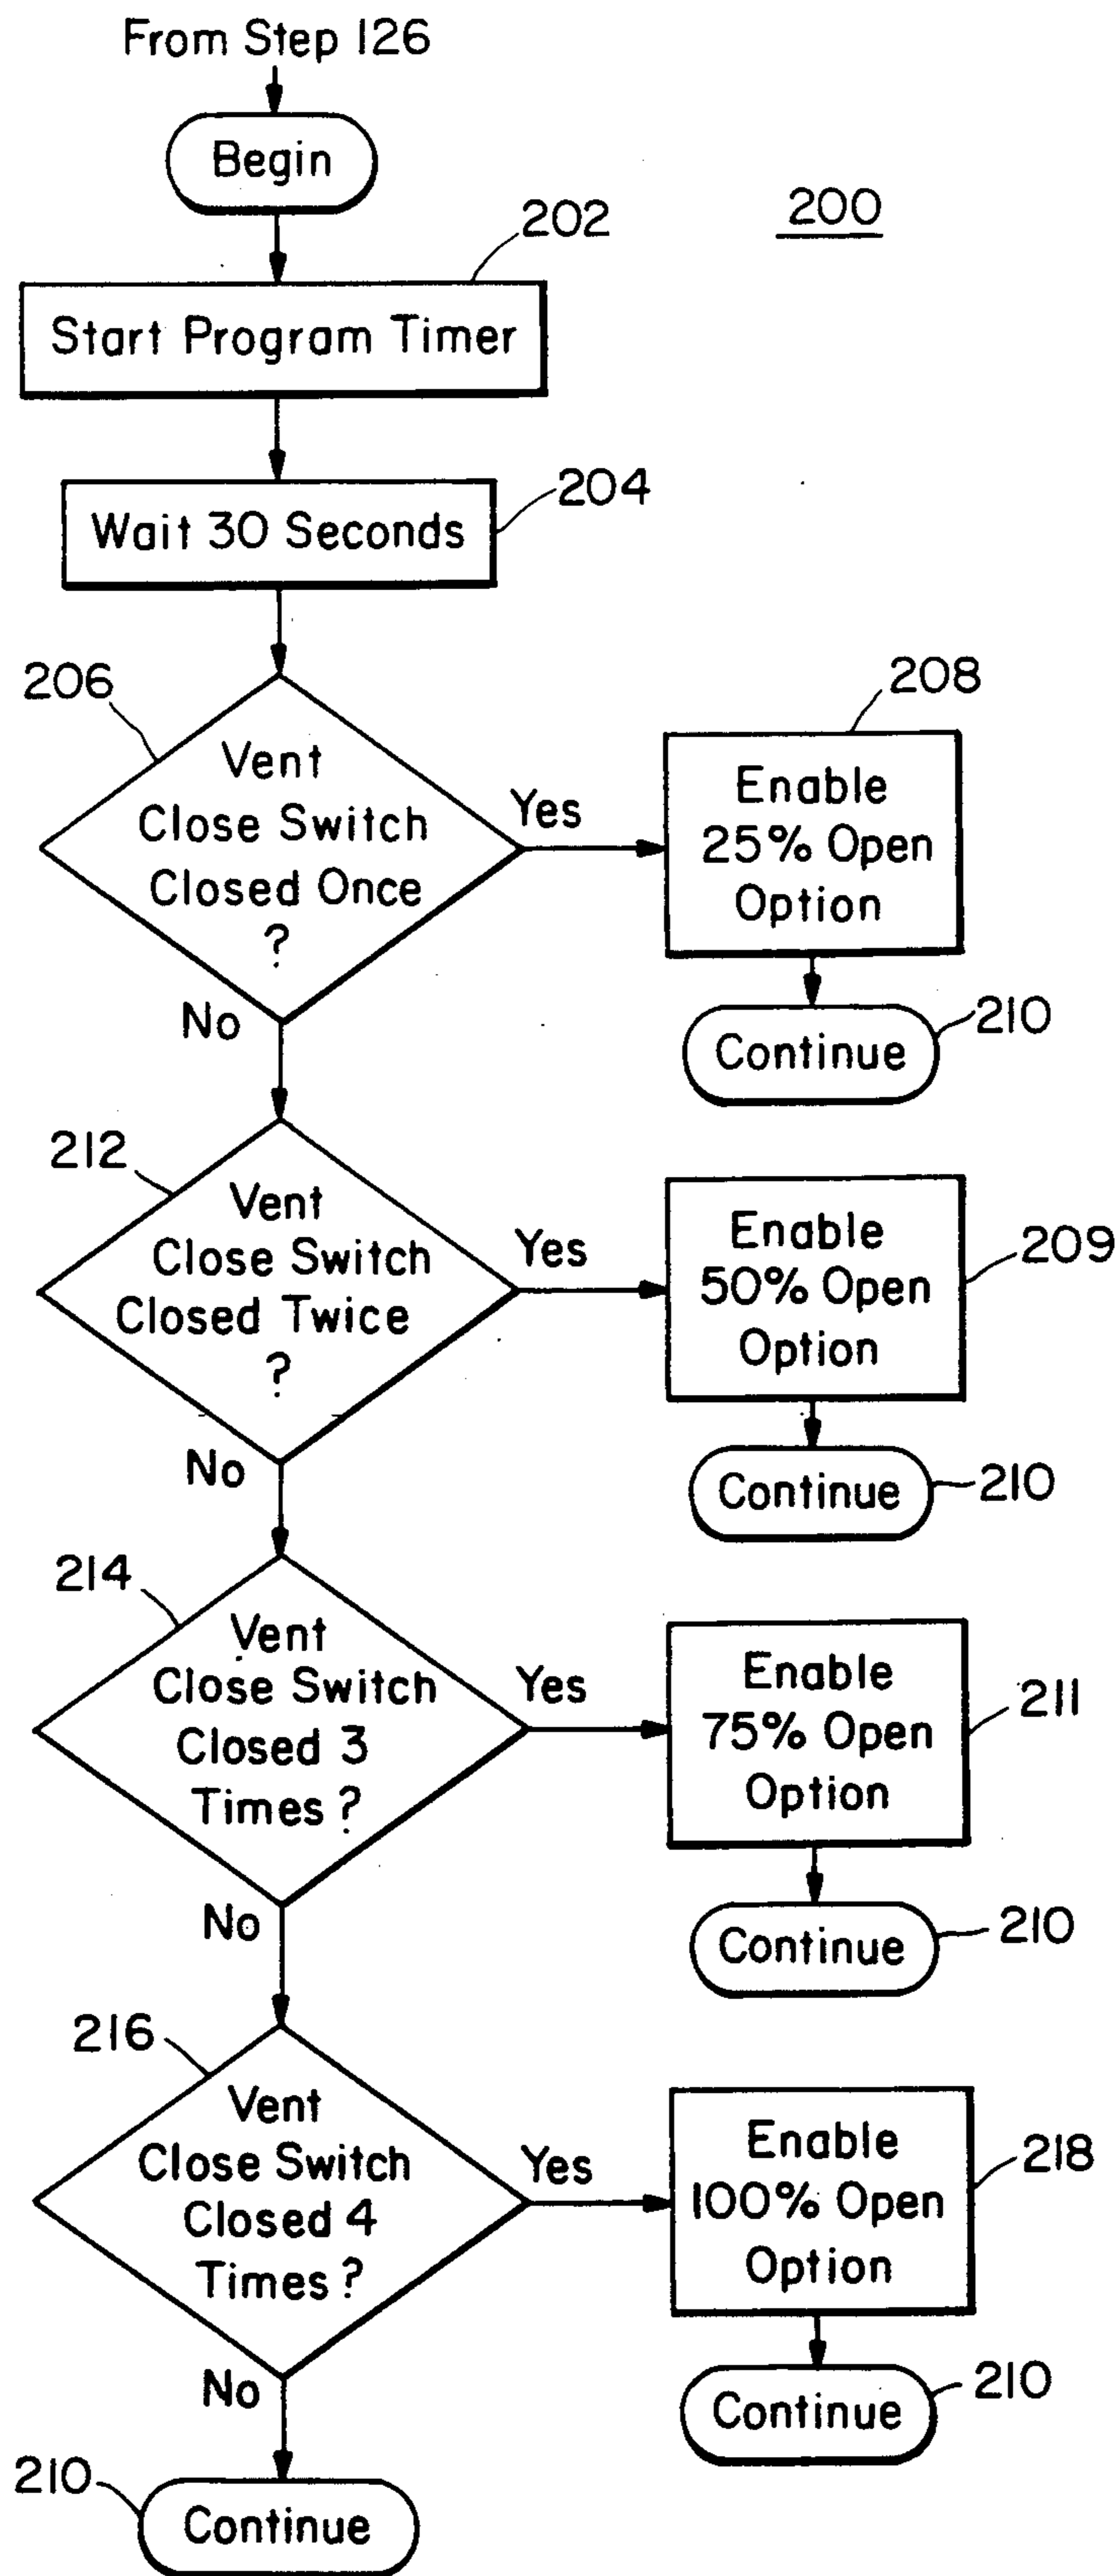 From Step 126
Begin
200
202
Start Program Timer
204
Wait 30 Seconds
206
Vent
Close Switch
Closed Once
?
Yes
208
Enable
25% Open
Option
210
Continue
No
212
Vent
Close Switch
Closed Twice
?
Yes
Enable
50% Open
Option
209
Continue
210
No
214
Vent
Close Switch
Closed 3
Times?
Yes
Enable
75% Open
Option
211
Continue
210
No
216
Vent
Close Switch
Closed 4
Times?
Yes
Enable
100% Open
Option
218
Continue
210
No
210
Continue